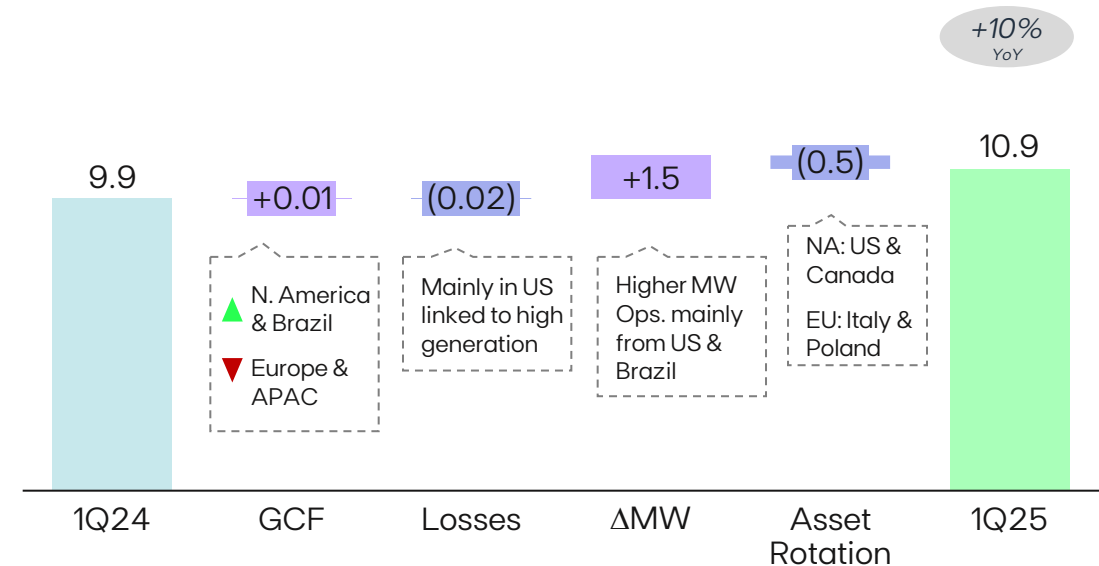 +10%
YoY
9.9
+0.01
(0.02)
+1.5
(0.5)
10.9
N. America
& Brazil
Europe &
APAC
Mainly in US
linked to high
generation
Higher MW
Ops. mainly
from US &
Brazil
NA: US &
Canada
EU: Italy &
Poland
1Q24
GCF
Losses
ΔMW
Asset
Rotation
1Q25